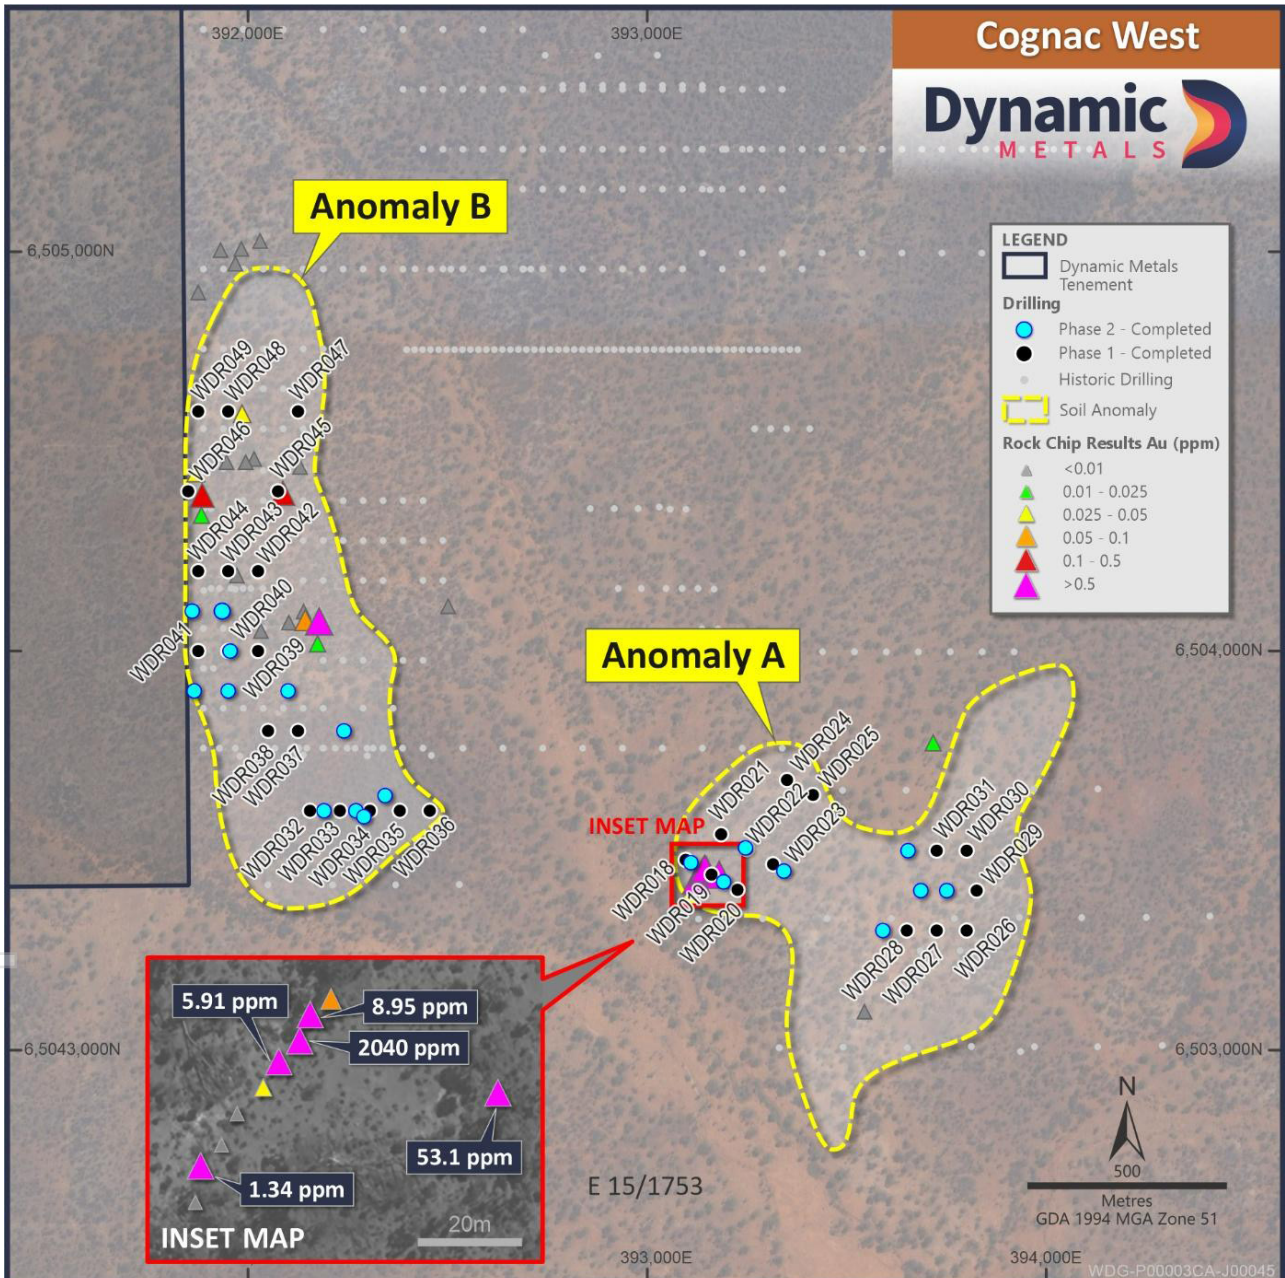 392,000E
393,000E
Cognac West
Dynamic
METALS
Anomaly B
6,505,000N
LEGEND
Dynamic Metals
Tenement
Drilling
Phase 2 - Completed
Phase 1 - Completed
Historic Drilling
Soil Anomaly
Rock Chip Results Au (ppm)
<0.01
0.01 - 0.025
0.025 - 0.05
0.05 - 0.1
0.1 - 0.5
>0.5
WDR049
WDR048
WDR047
WDR046
WDR045
WDR044
WDR043
WDR042
WDR041
WDR040
WDR039
Anomaly A
6,504,000N
WDR038
WDR037
WDR032
WDR033
WDR034
WDR035
WDR036
WDR024
WDR025
WDR021
WDR022
WDR023
INSET MAP
WDR018
WDR019
WDR020
WDR031
WDR030
WDR029
WDR028
WDR027
WDR026
5.91 ppm
8.95 ppm
2040 ppm
53.1 ppm
1.34 ppm
INSET MAP
20m
6,5043,000N
6,503,000N
E 15/1753
N
500
Metres
GDA 1994 MGA Zone 51
393,000E
394,000E
WDG-P00003CA-J00045